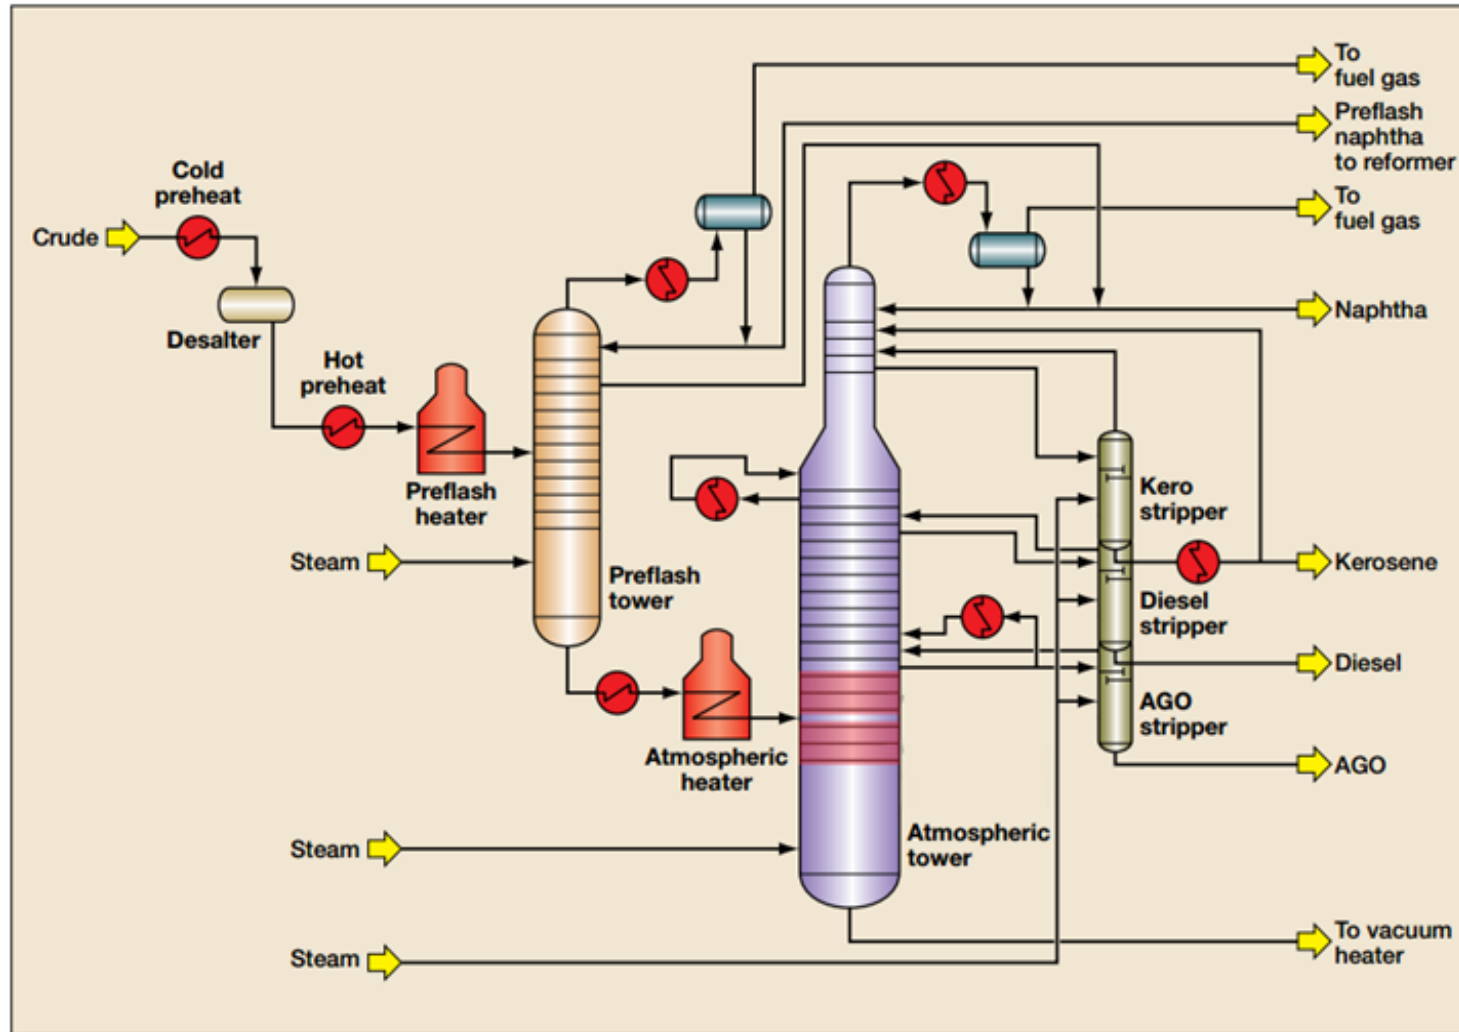 To
fuel gas
Preflash
naphtha
to reformer
Cold
preheat
To
fuel gas
Crude
Desalter
Naphtha
Hot
preheat
Preflash
heater
Kero
stripper
Steam
Preflash
tower
Kerosene
Diesel
stripper
Diesel
AGO
stripper
Atmospheric
heater
AGO
Steam
Atmospheric
tower
To vacuum
heater
Steam